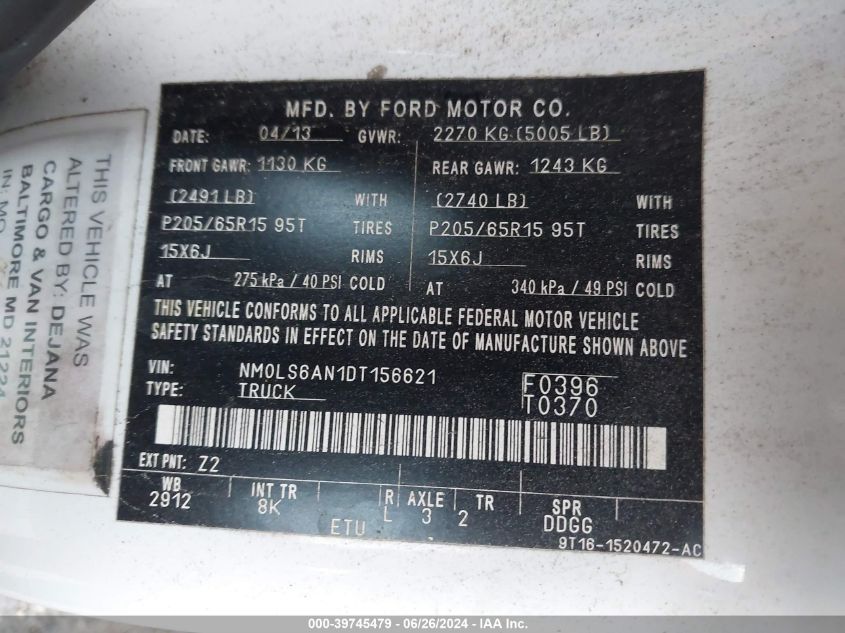 MFD. BY FORD MOTOR CO.
DATE: 04/13 GVWR: 2270 KG (5005 LB)
FRONT GAWR: 1130 KG REAR GAWR: 1243 KG
(2491 LB) WITH (2740 LB) WITH
P205/65R15 95T TIRES P205/65R15 95T TIRES
15X6J RIMS 15X6J RIMS
AT 275 kPa / 40 PSI COLD AT 340 kPa / 49 PSI COLD
THIS VEHICLE CONFORMS TO ALL APPLICABLE FEDERAL MOTOR VEHICLE
SAFETY STANDARDS IN EFFECT ON THE DATE OF MANUFACTURE SHOWN ABOVE
VIN: NM0LS6AN1DT156621 F0396
TYPE: TRUCK T0370
EXT PNT: Z2
WB INT TR R AXLE TR SPR
2912 8K L 3 2 DDGG
ETU 9T16-1520472-AC
THIS VEHICLE WAS
ALTERED BY: DEJANA
CARGO & VAN INTERIORS
BALTIMORE MD 21224
IN: MO.
000-39745479 - 06/26/2024 - IAA Inc.